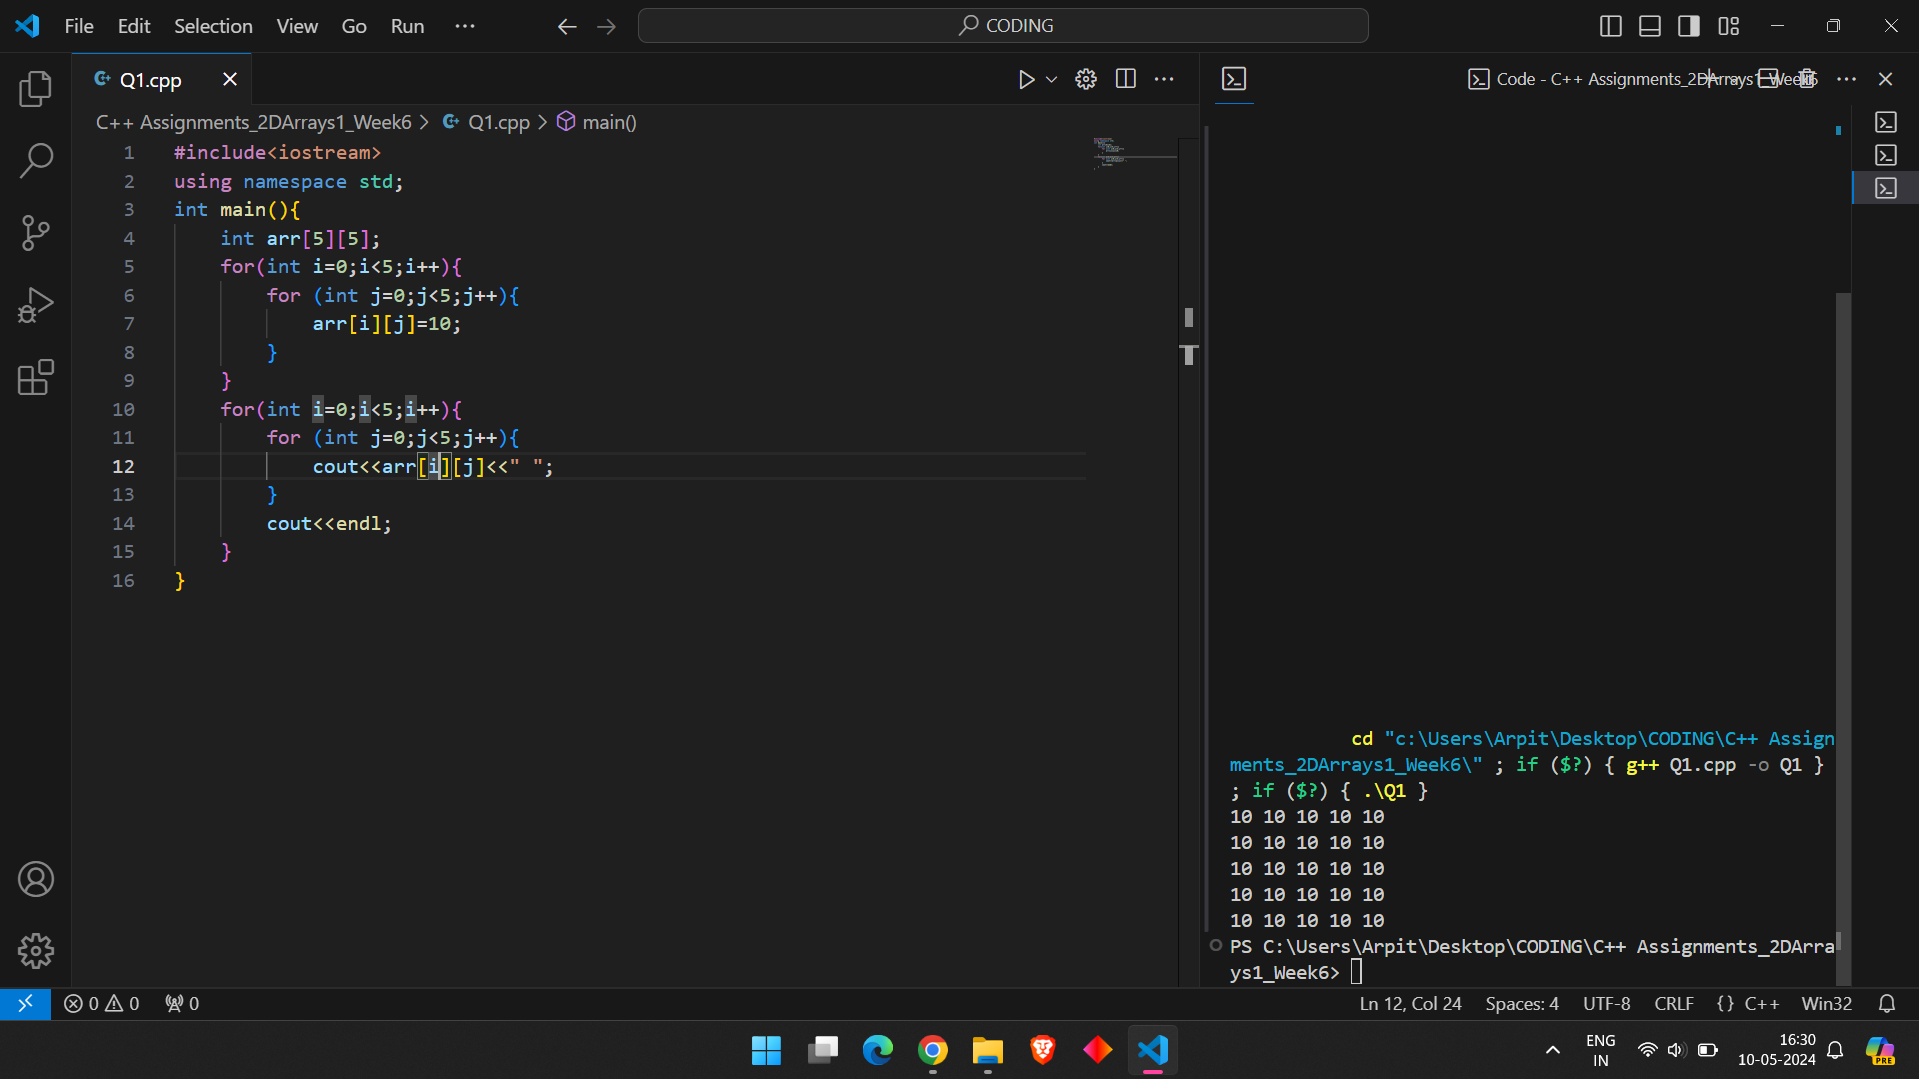 File Edit Selection View Go Run ···
CODING
Q1.cpp
Code - C++ Assignments_2DArrays1_Week6
C++ Assignments_2DArrays1_Week6 > Q1.cpp > main()
1 #include<iostream>
2 using namespace std;
3 int main(){
4 int arr[5][5];
5 for(int i=0;i<5;i++){
6 for (int j=0;j<5;j++){
7 arr[i][j]=10;
8 }
9 }
10 for(int i=0;i<5;i++){
11 for (int j=0;j<5;j++){
12 cout<<arr[i][j]<<" ";
13 }
14 cout<<endl;
15 }
16 }
cd "c:\Users\Arpit\Desktop\CODING\C++ Assign
ments_2DArrays1_Week6\" ; if ($?) { g++ Q1.cpp -o Q1 }
; if ($?) { .\Q1 }
10 10 10 10 10
10 10 10 10 10
10 10 10 10 10
10 10 10 10 10
10 10 10 10 10
PS C:\Users\Arpit\Desktop\CODING\C++ Assignments_2DArra
ys1_Week6>
0 0 0
Ln 12, Col 24 Spaces: 4 UTF-8 CRLF {} C++ Win32
ENG
IN
16:30
10-05-2024
PRE